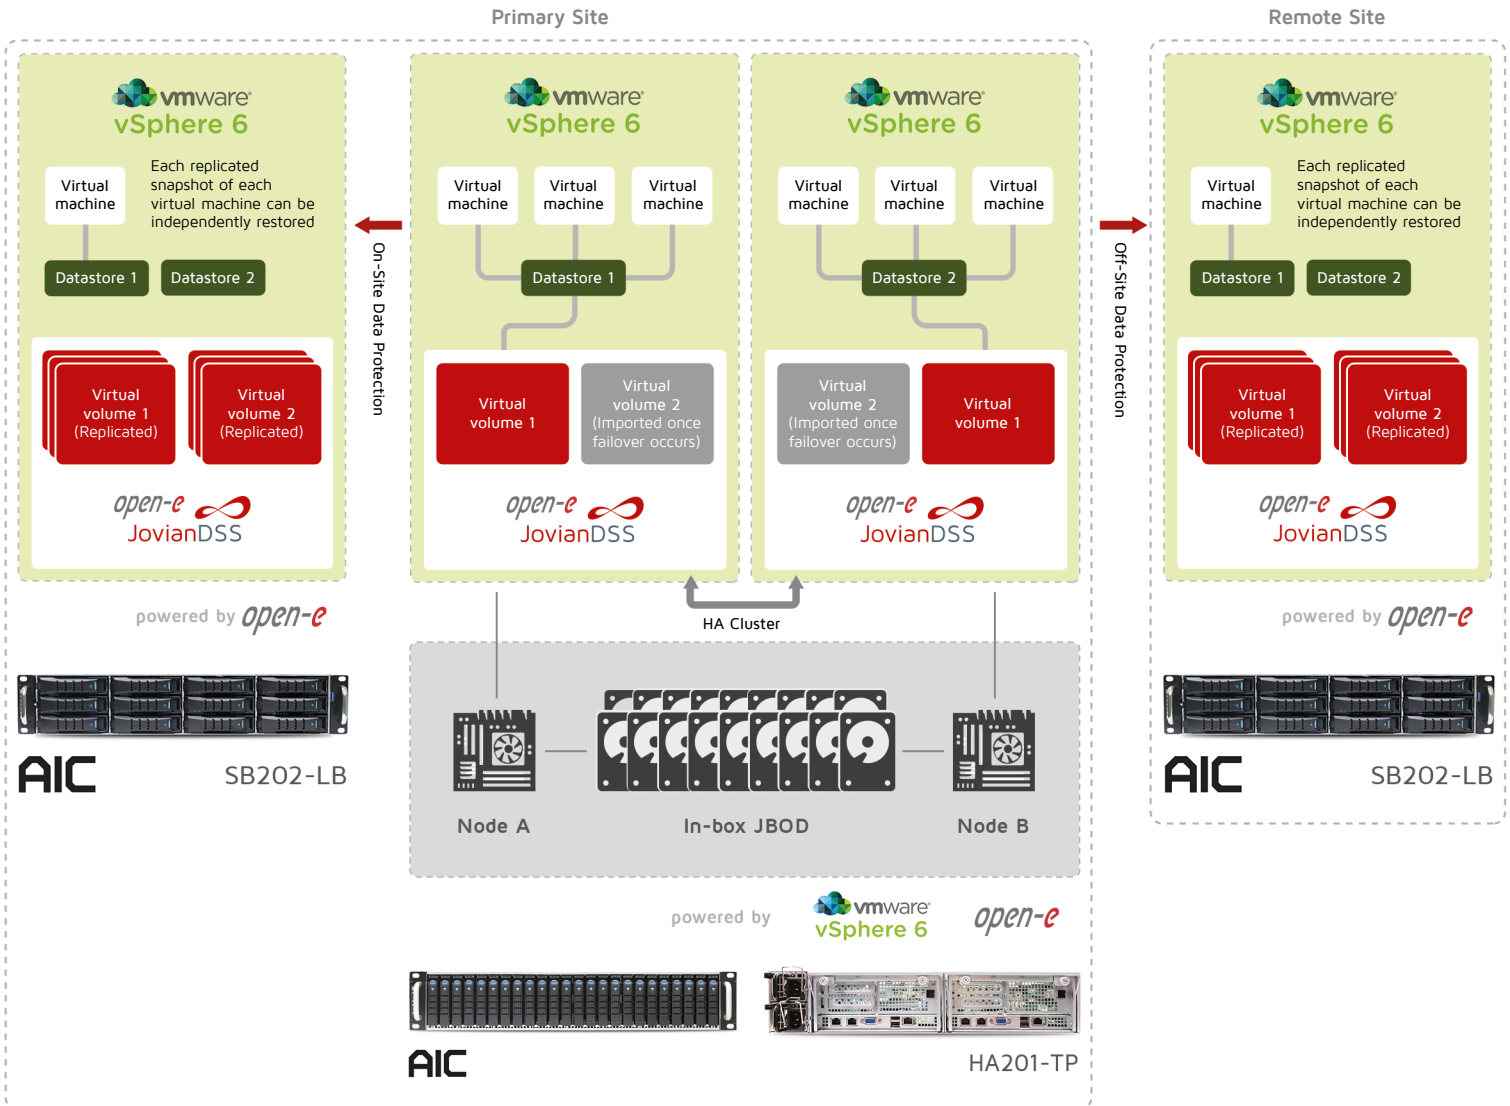 Primary Site
Remote Site
vmware
vSphere 6
Each replicated
snapshot of each
virtual machine can be
independently restored
Virtual
machine
Datastore 1
Datastore 2
Virtual
volume 1
(Replicated)
Virtual
volume 2
(Replicated)
open-e
JovianDSS
powered by open-e
AIC
SB202-LB
On-Site Data Protection
vmware
vSphere 6
Virtual
machine
Virtual
machine
Virtual
machine
Datastore 1
Virtual
volume 1
Virtual
volume 2
(Imported once
failover occurs)
open-e
JovianDSS
vmware
vSphere 6
Virtual
machine
Virtual
machine
Virtual
machine
Datastore 2
Virtual
volume 2
(Imported once
failover occurs)
Virtual
volume 1
open-e
JovianDSS
HA Cluster
Node A
In-box JBOD
Node B
powered by
vmware
vSphere 6
open-e
AIC
HA201-TP
Off-Site Data Protection
vmware
vSphere 6
Each replicated
snapshot of each
virtual machine can be
independently restored
Virtual
machine
Datastore 1
Datastore 2
Virtual
volume 1
(Replicated)
Virtual
volume 2
(Replicated)
open-e
JovianDSS
powered by open-e
AIC
SB202-LB